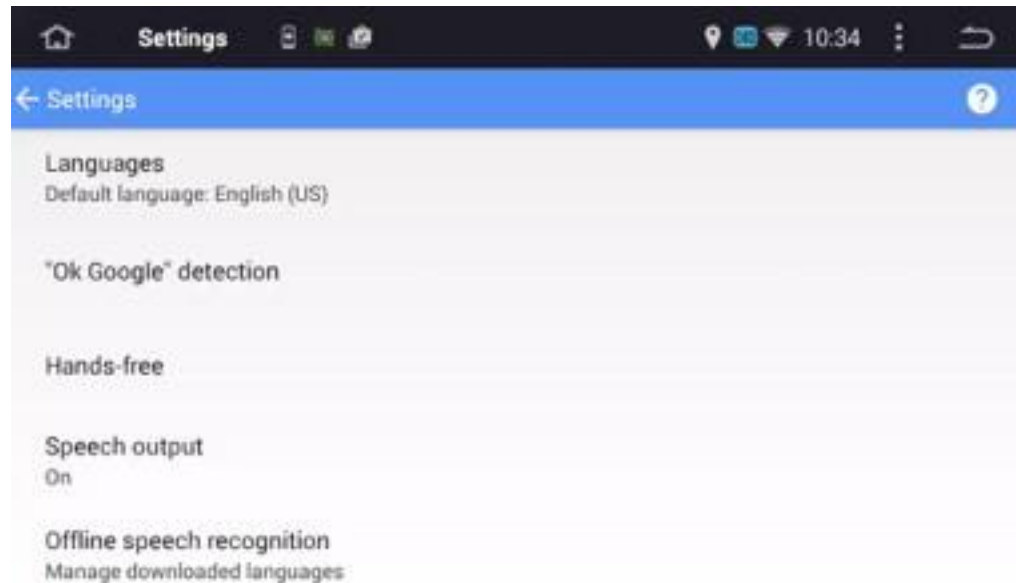 Settings
10:34
Settings
?
Languages
Default language: English (US)
"Ok Google" detection
Hands-free
Speech output
On
Offline speech recognition
Manage downloaded languages